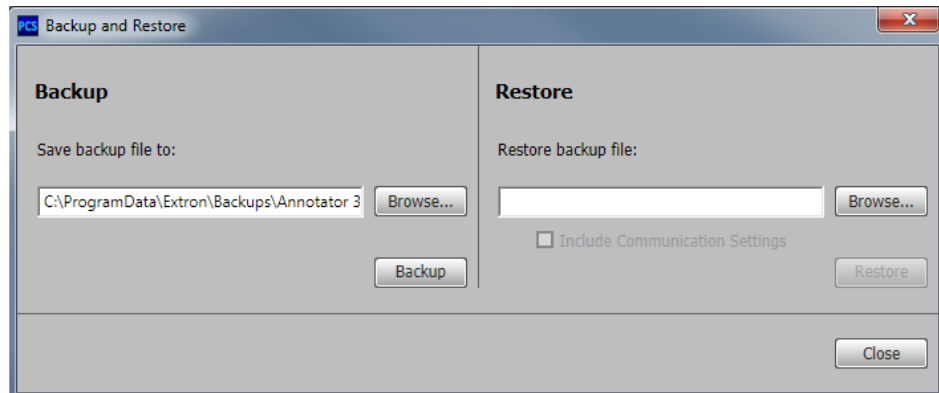 PCS Backup and Restore
Backup
Save backup file to:
C:\ProgramData\Extron\Backups\Annotator 3
Browse...
Backup
Restore
Restore backup file:
Browse...
Include Communication Settings
Restore
Close